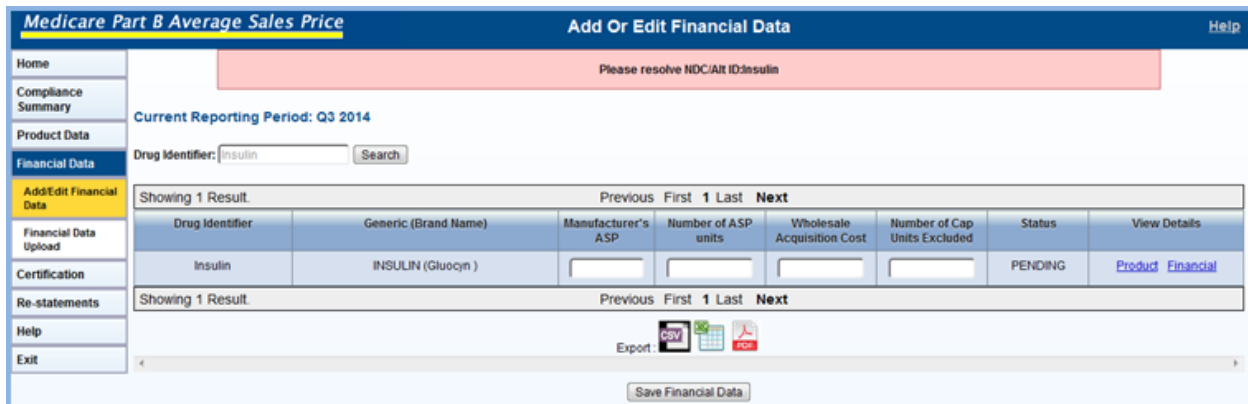 Medicare Part B Average Sales Price
Add Or Edit Financial Data
Help
Home
Compliance
Summary
Product Data
Financial Data
Add/Edit Financial
Data
Financial Data
Upload
Certification
Re-statements
Help
Exit
Please resolve NDC/Alt ID:Insulin
Current Reporting Period: Q3 2014
Drug Identifier: Insulin Search
Showing 1 Result. Previous First 1 Last Next
Drug Identifier Generic (Brand Name) Manufacturer's ASP Number of ASP units Wholesale Acquisition Cost Number of Cap Units Excluded Status View Details
Insulin INSULIN (Gluocyn ) PENDING Product Financial
Showing 1 Result. Previous First 1 Last Next
Export : CSV PDF
Save Financial Data